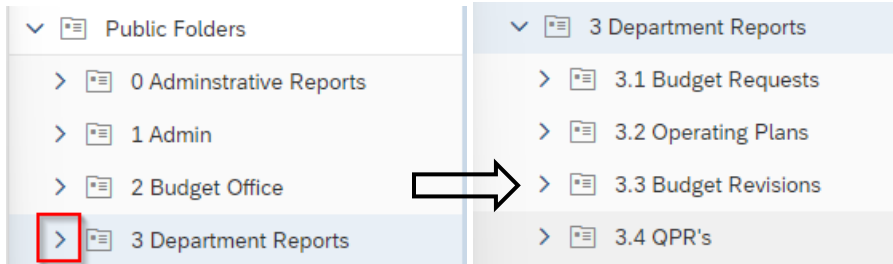 Public Folders
0 Adminstrative Reports
1 Admin
2 Budget Office
3 Department Reports
3 Department Reports
3.1 Budget Requests
3.2 Operating Plans
3.3 Budget Revisions
3.4 QPR's